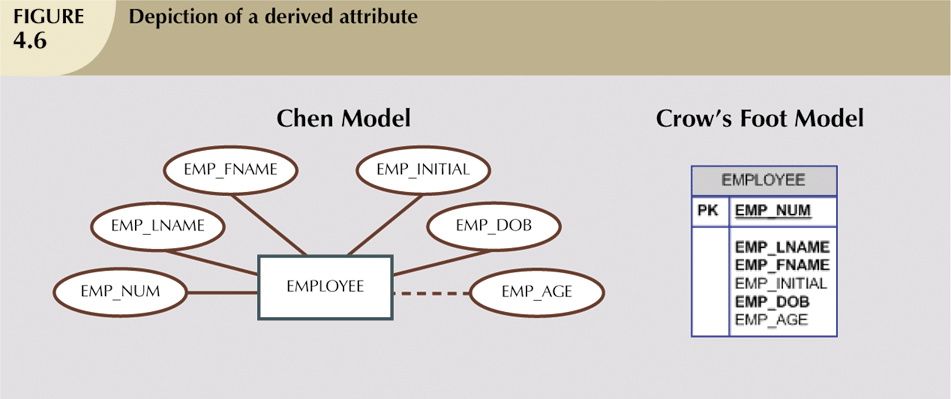 FIGURE
4.6
Depiction of a derived attribute
Chen Model
EMP_FNAME
EMP_INITIAL
EMP_LNAME
EMP_DOB
EMP_NUM
EMPLOYEE
EMP_AGE
Crow's Foot Model
EMPLOYEE
PK EMP_NUM
EMP_LNAME
EMP_FNAME
EMP_INITIAL
EMP_DOB
EMP_AGE